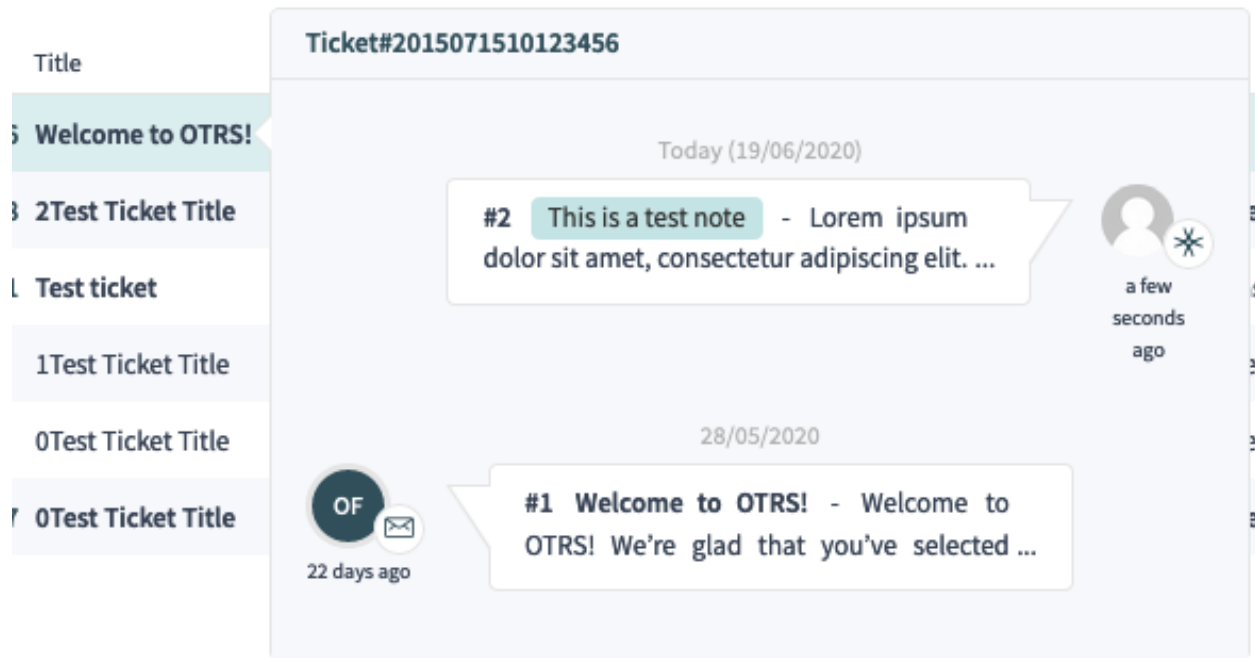 Title
Welcome to OTRS!
2Test Ticket Title
Test ticket
1Test Ticket Title
0Test Ticket Title
0Test Ticket Title
Ticket#2015071510123456
Today (19/06/2020)
#2 This is a test note - Lorem ipsum
dolor sit amet, consectetur adipiscing elit. ...
a few
seconds
ago
28/05/2020
OF
22 days ago
#1 Welcome to OTRS! - Welcome to
OTRS! We're glad that you've selected ...